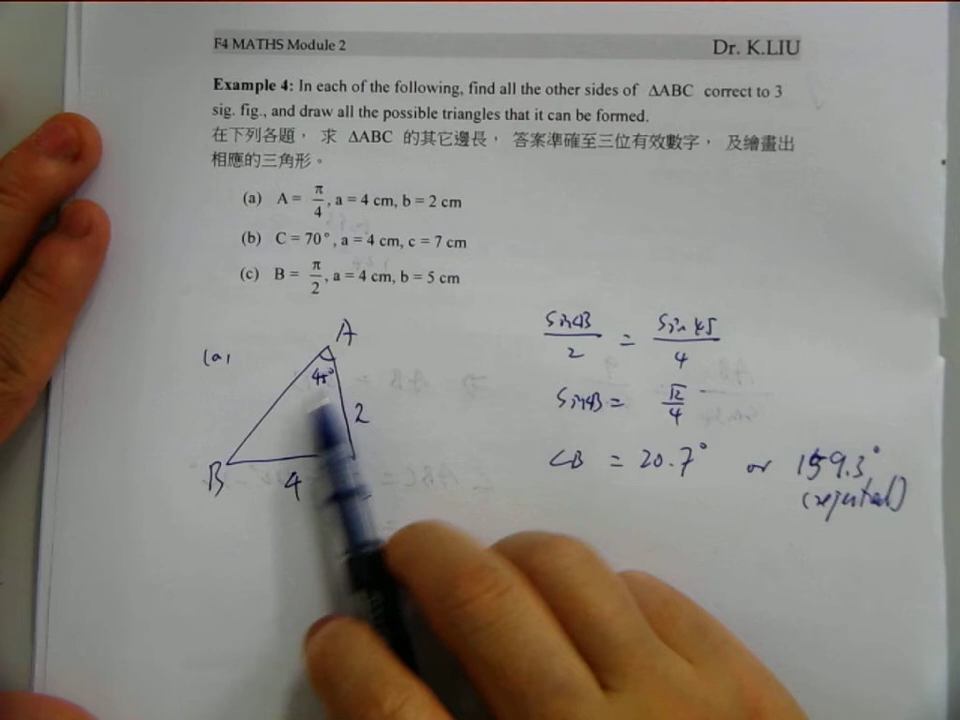 F4 MATHS Module 2 Dr. K.LIU
Example 4: In each of the following, find all the other sides of ΔABC correct to 3
sig. fig., and draw all the possible triangles that it can be formed.
在下列各題， 求 ΔABC 的其它邊長， 答案準確至三位有效數字， 及繪畫出
相應的三角形。
(a) A = π/4, a = 4 cm, b = 2 cm
(b) C = 70°, a = 4 cm, c = 7 cm
(c) B = π/2, a = 4 cm, b = 5 cm
(a)
A
45°
2
B
4
sin∠B/2 = sin 45/4
sin∠B = √2/4
∠B = 20.7° or 159.3°
(rejected)